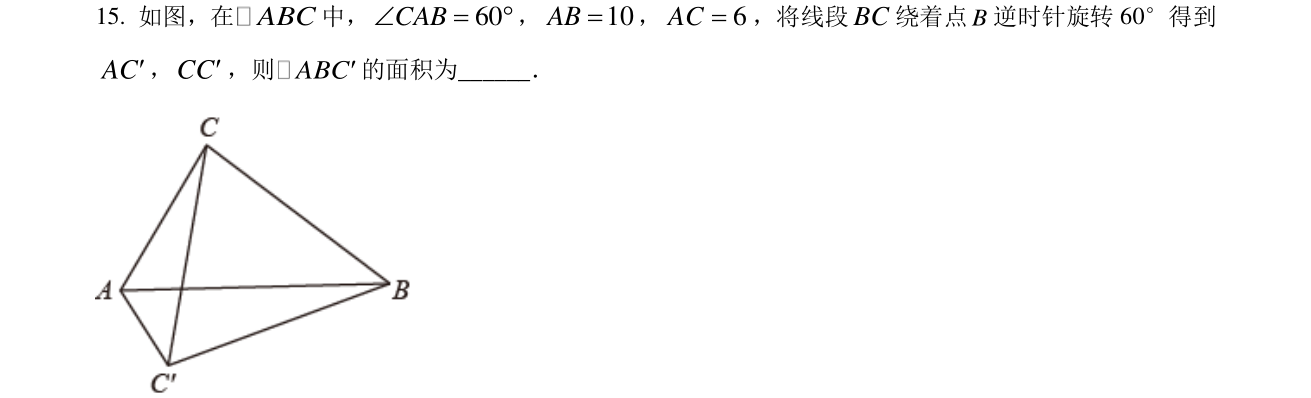 15. 如图，在□ABC中，∠CAB = 60°，AB = 10，AC = 6，将线段BC绕着点B逆时针旋转60° 得到
AC′，CC′，则□ABC′的面积为______．
C
A
B
C′